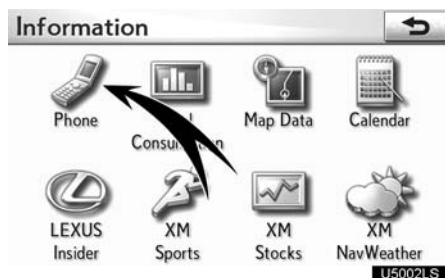 Information
Phone
Map Data
Calendar
LEXUS
Insider
XM
Sports
XM
Stocks
XM
NavWeather
U5002LS